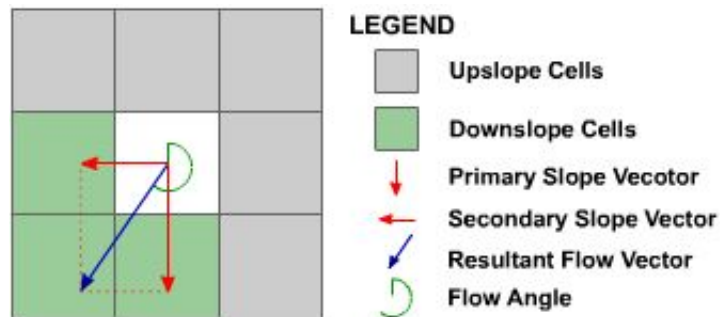 LEGEND
Upslope Cells
Downslope Cells
Primary Slope Vecotor
Secondary Slope Vector
Resultant Flow Vector
Flow Angle